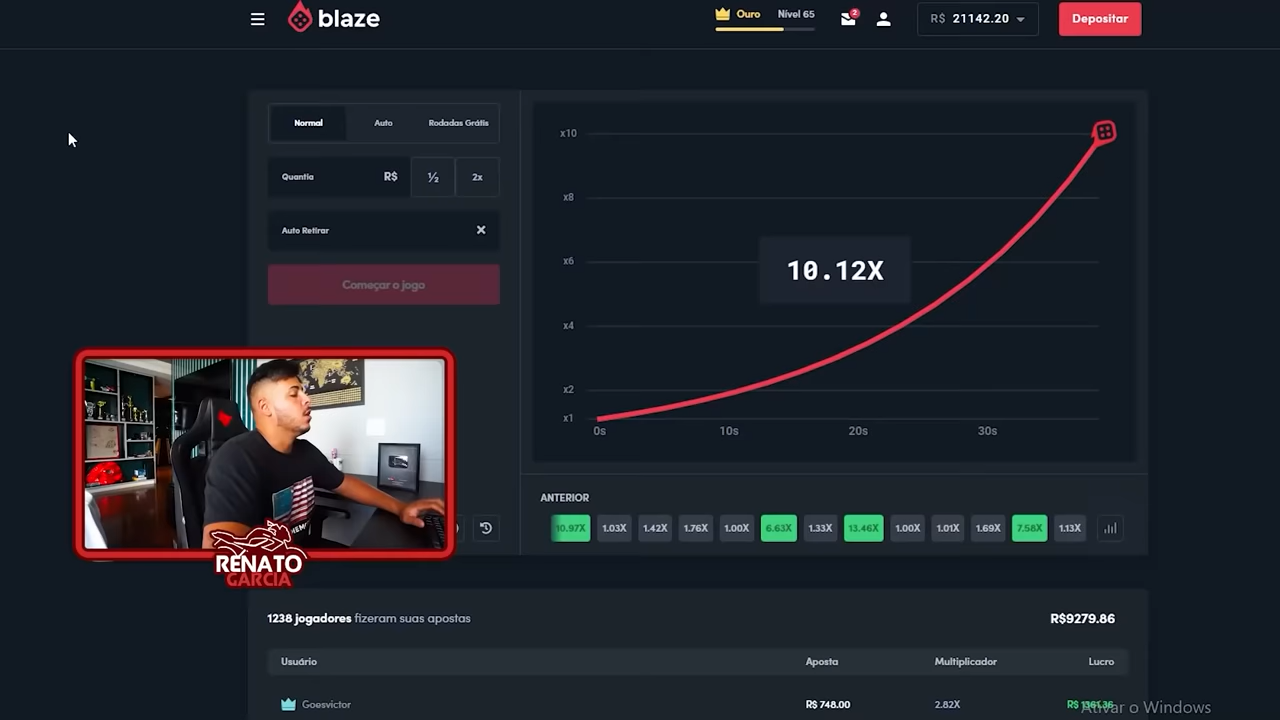 blaze
Ouro
Nível 65
2
R$ 21142.20
Depositar
Normal
Auto
Rodadas Grátis
Quantia
R$
½
2x
Auto Retirar
Começar o jogo
x10
x8
x6
x4
x2
x1
10.12X
0s
10s
20s
30s
RENATO
GARCIA
ANTERIOR
10.97X 1.03X 1.42X 1.76X 1.00X 6.63X 1.33X 13.46X 1.00X 1.01X 1.69X 7.58X 1.13X
1238 jogadores fizeram suas apostas
R$9279.86
Usuário Aposta Multiplicador Lucro
Goesvictor R$ 748.00 2.82X R$
Ativar o Windows